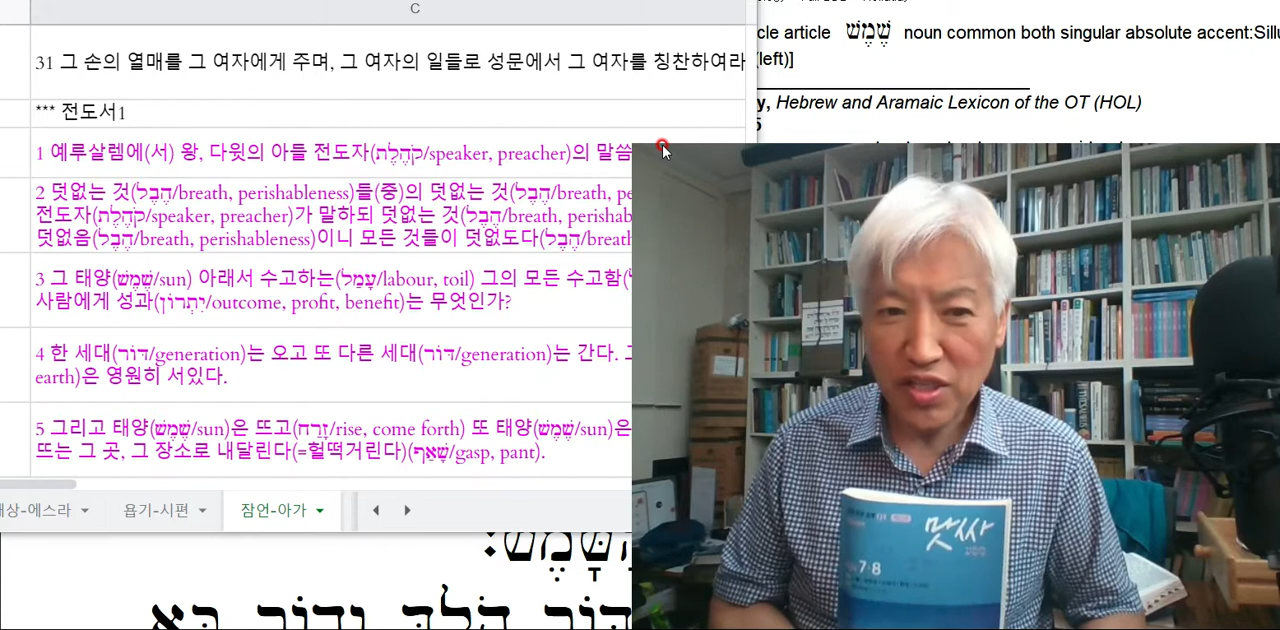 C
31 그 손의 열매를 그 여자에게 주며, 그 여자의 일들로 성문에서 그 여자를 칭찬하여라
*** 전도서1
1 예루살렘에(서) 왕, 다윗의 아들 전도자(קֹהֶלֶת/speaker, preacher)의 말씀
2 덧없는 것(הֶבֶל/breath, perishableness)들(중)의 덧없는 것(הֶבֶל/breath,
전도자(קֹהֶלֶת/speaker, preacher)가 말하되 덧없는 것(הֶבֶל/breath,
덧없음(הֶבֶל/breath, perishableness)이니 모든 것들이 덧없도다(הֶבֶל/breath
3 그 태양(שֶׁמֶשׁ/sun) 아래서 수고하는(עָמַל/labour, toil) 그의 모든 수고함(
사람에게 성과(יִתְרוֹן/outcome, profit, benefit)는 무엇인가?
4 한 세대(דּוֹר/generation)는 오고 또 다른 세대(דּוֹר/generation)는 간다.
earth)은 영원히 서있다.
5 그리고 태양(שֶׁמֶשׁ/sun)은 뜨고(זָרַח/rise, come forth) 또 태양(שֶׁמֶשׁ/sun)은
뜨는 그 곳, 그 장소로 내달린다(=헐떡거린다)(שָׁאַף/gasp, pant).
에스라 욥기-시편 잠언-아가
הַשָּׁמֶשׁ׃
דּוֹר הֹלֵךְ וְדוֹר בָּא
article שֶׁמֶשׁ noun common both singular absolute accent:
(left)]
Hebrew and Aramaic Lexicon of the OT (HOL)
맛싸
7·8